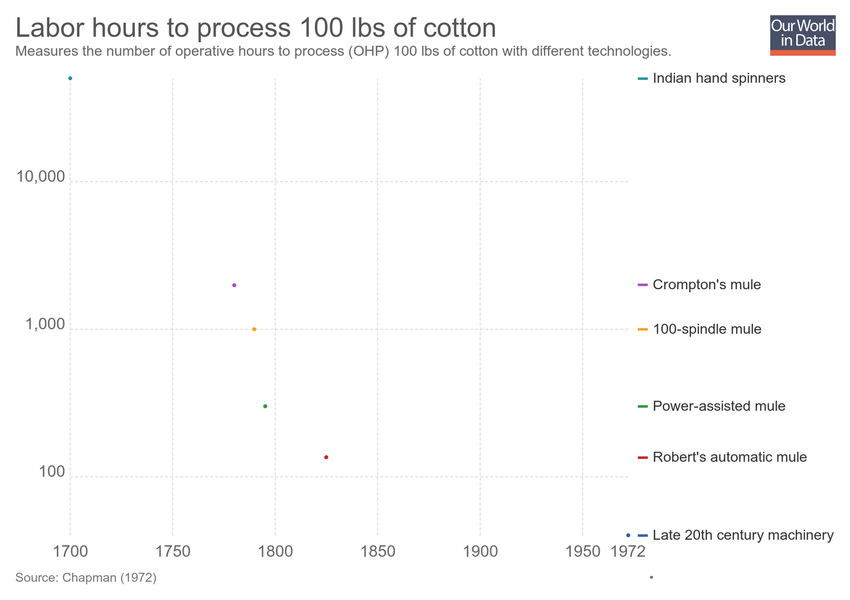 Labor hours to process 100 lbs of cotton
Measures the number of operative hours to process (OHP) 100 lbs of cotton with different technologies.
Our World
in Data
Indian hand spinners
10,000
Crompton's mule
1,000
100-spindle mule
Power-assisted mule
Robert's automatic mule
100
Late 20th century machinery
1700 1750 1800 1850 1900 1950 1972
Source: Chapman (1972)